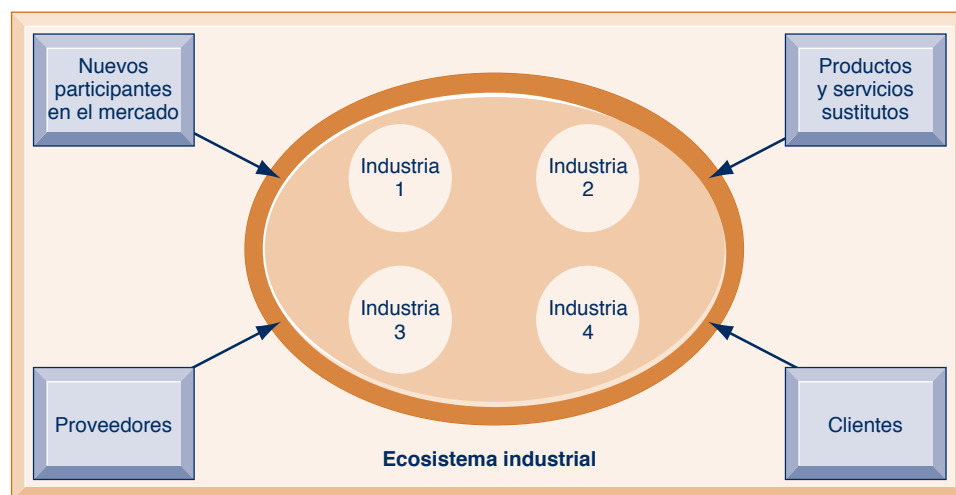 Nuevos
participantes
en el mercado
Productos
y servicios
sustitutos
Industria
1
Industria
2
Industria
3
Industria
4
Proveedores
Clientes
Ecosistema industrial